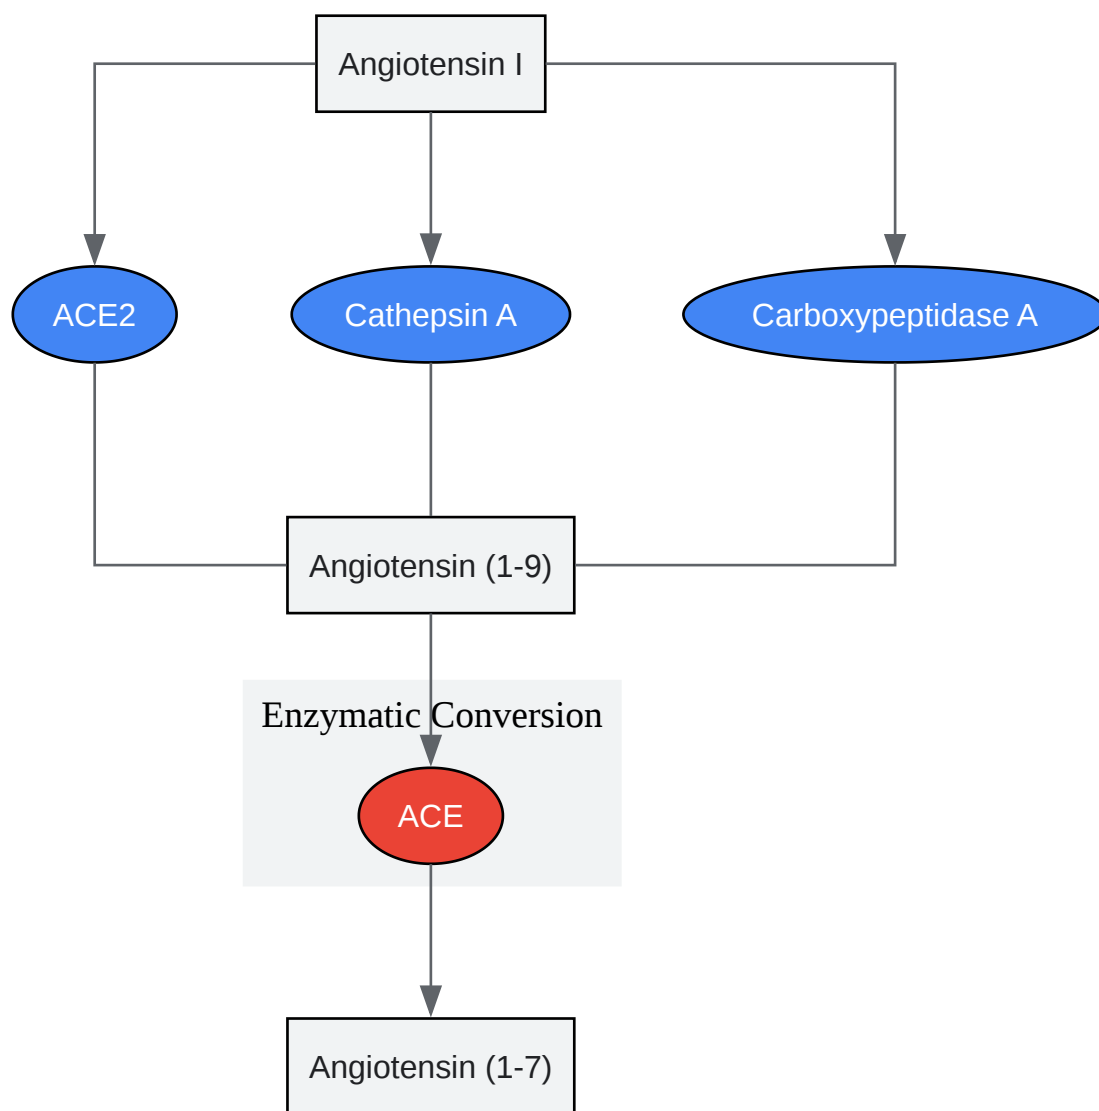 Angiotensin I
ACE2
Cathepsin A
Carboxypeptidase A
Angiotensin (1-9)
Enzymatic Conversion
ACE
Angiotensin (1-7)